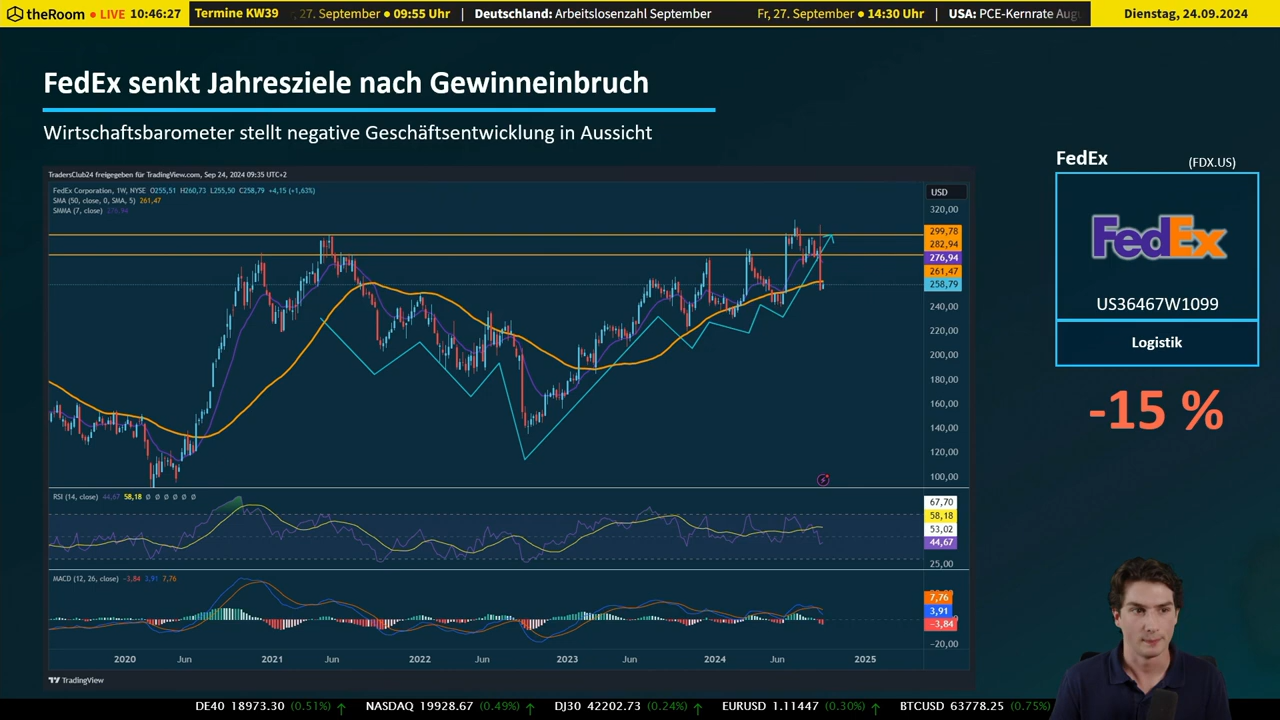 theRoom • LIVE 10:46:27
Termine KW39
27. September • 09:55 Uhr | Deutschland: Arbeitslosenzahl September
Fr, 27. September • 14:30 Uhr | USA: PCE-Kernrate Aug
Dienstag, 24.09.2024
FedEx senkt Jahresziele nach Gewinneinbruch
Wirtschaftsbarometer stellt negative Geschäftsentwicklung in Aussicht
TradersClub24 freigegeben für TradingView.com, Sep 24, 2024 09:35 UTC+2
FedEx Corporation, 1W, NYSE O255,51 H260,73 L255,50 C258,79 +4,15 (+1,63%)
SMA (50, close, 0, SMA, 5) 261,47
SMMA (7, close) 276,94
USD
320,00
299,78
282,94
276,94
261,47
258,79
240,00
220,00
200,00
180,00
160,00
140,00
120,00
100,00
RSI (14, close) 44,67 58,18 Ø Ø Ø Ø Ø Ø
67,70
58,18
53,02
44,67
25,00
MACD (12, 26, close) −3,84 3,91 7,76
7,76
3,91
−3,84
−20,00
2020 Jun 2021 Jun 2022 Jun 2023 Jun 2024 Jun 2025
TradingView
FedEx (FDX.US)
FedEx
US36467W1099
Logistik
-15 %
DE40 18973.30 (0.51%) ↑ NASDAQ 19928.67 (0.49%) ↑ DJ30 42202.73 (0.24%) ↑ EURUSD 1.11447 (0.30%) ↑ BTCUSD 63778.25 (0.75%)